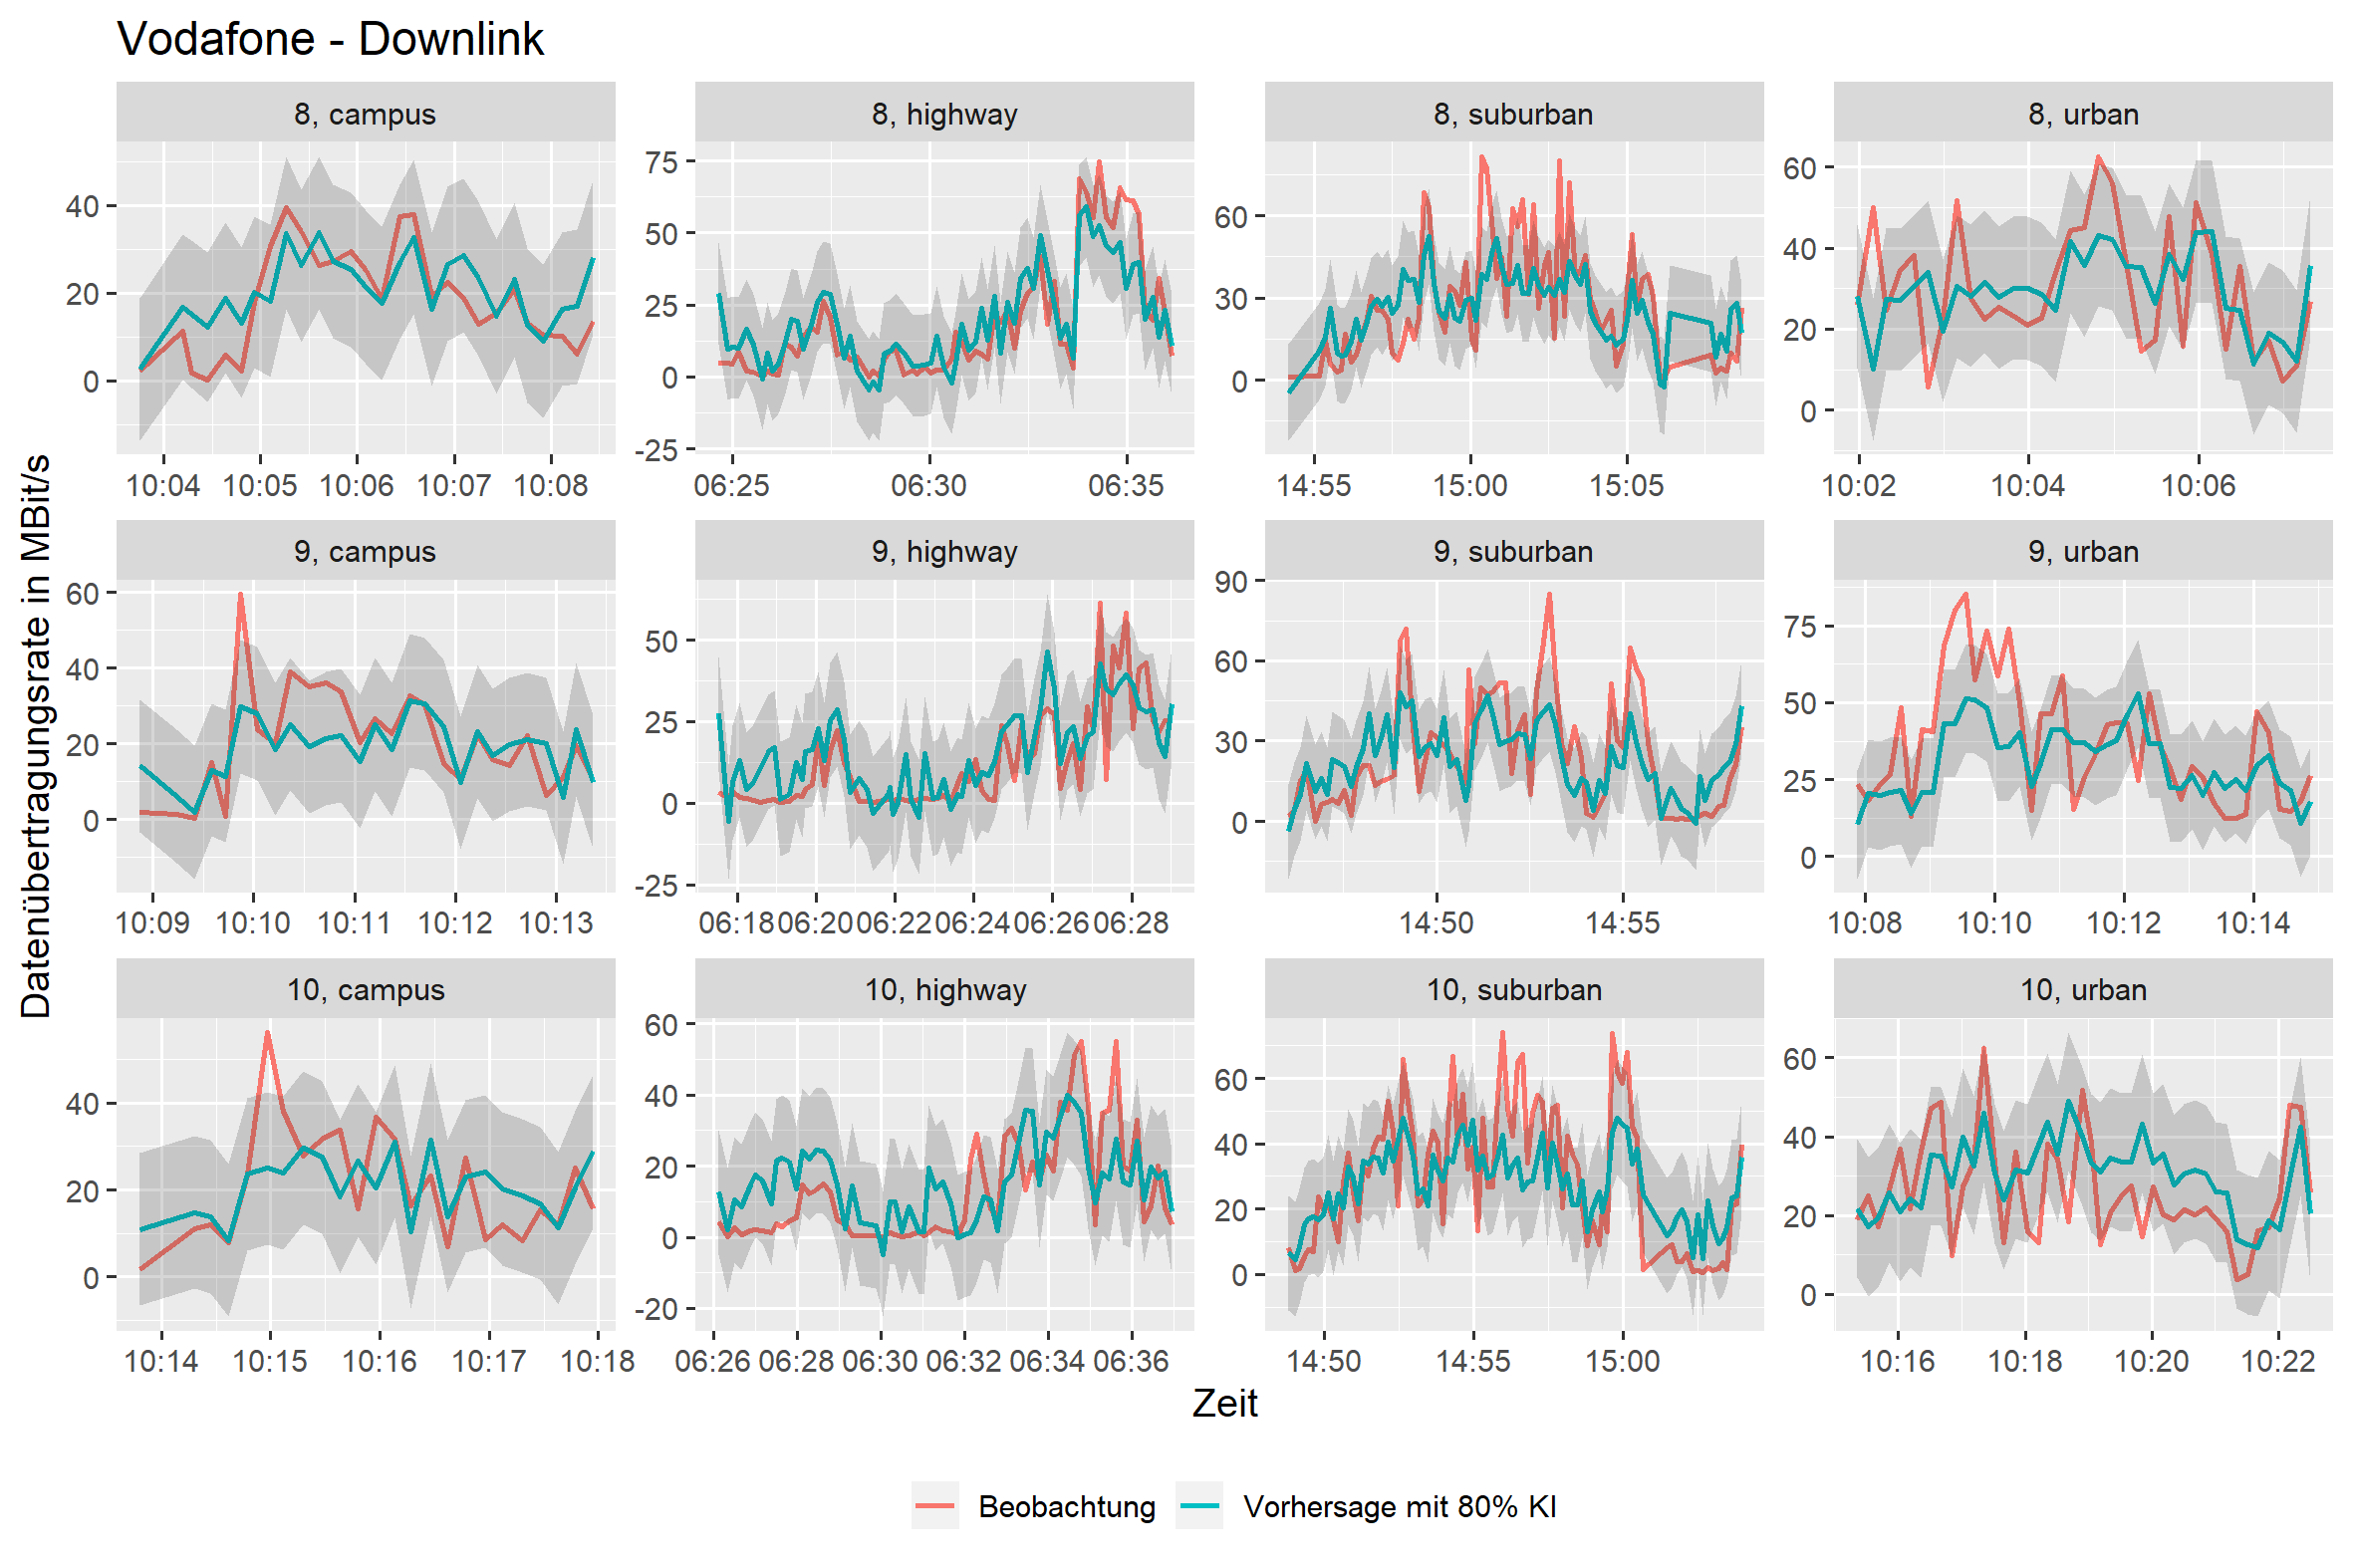 Vodafone - Downlink
8, campus
8, highway
8, suburban
8, urban
40
20
0
75
50
25
0
-25
60
30
0
60
40
20
0
10:04 10:05 10:06 10:07 10:08
06:25 06:30 06:35
14:55 15:00 15:05
10:02 10:04 10:06
Datenübertragungsrate in MBit/s
9, campus
9, highway
9, suburban
9, urban
60
40
20
0
50
25
0
-25
90
60
30
0
75
50
25
0
10:09 10:10 10:11 10:12 10:13
06:18 06:20 06:22 06:24 06:26 06:28
14:50 14:55
10:08 10:10 10:12 10:14
10, campus
10, highway
10, suburban
10, urban
40
20
0
60
40
20
0
-20
60
40
20
0
60
40
20
0
10:14 10:15 10:16 10:17 10:18
06:26 06:28 06:30 06:32 06:34 06:36
14:50 14:55 15:00
10:16 10:18 10:20 10:22
Zeit
Beobachtung
Vorhersage mit 80% KI